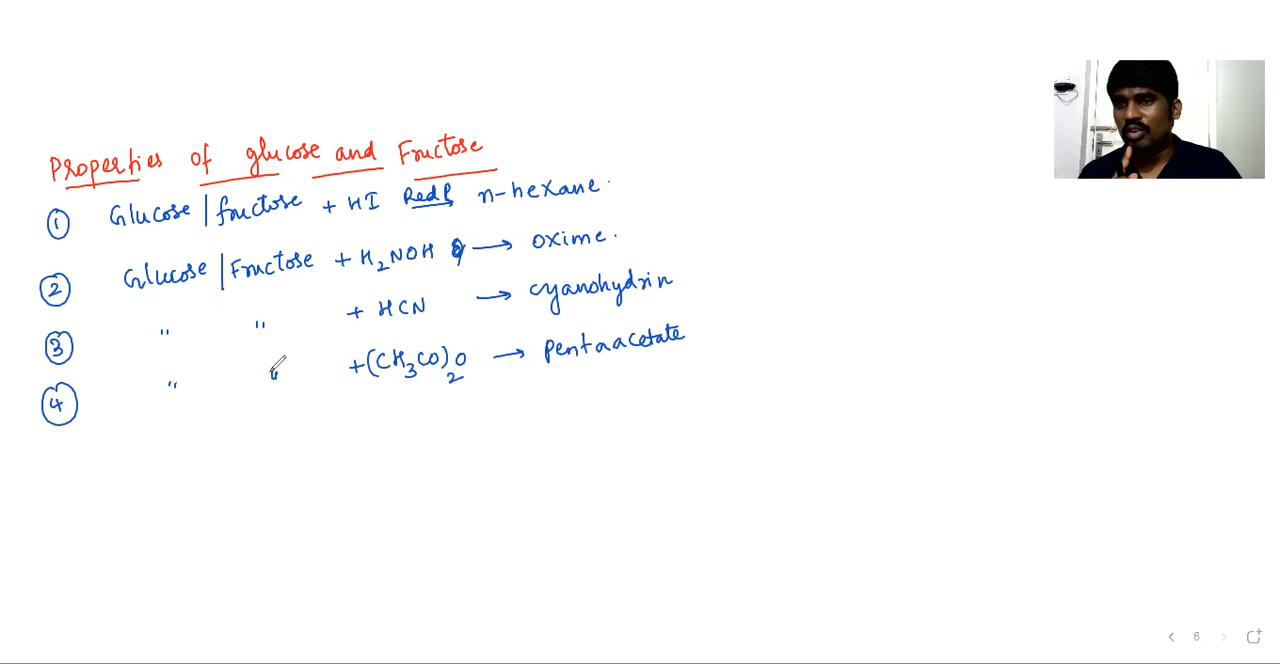 Properties of glucose and Fructose
① Glucose | fructose + HI Red P n-hexane.
② Glucose | Fructose + H₂NOH → oxime.
③ " " + HCN → cyanohydrin
④ " " + (CH₃CO)₂O → pentaacetate
6